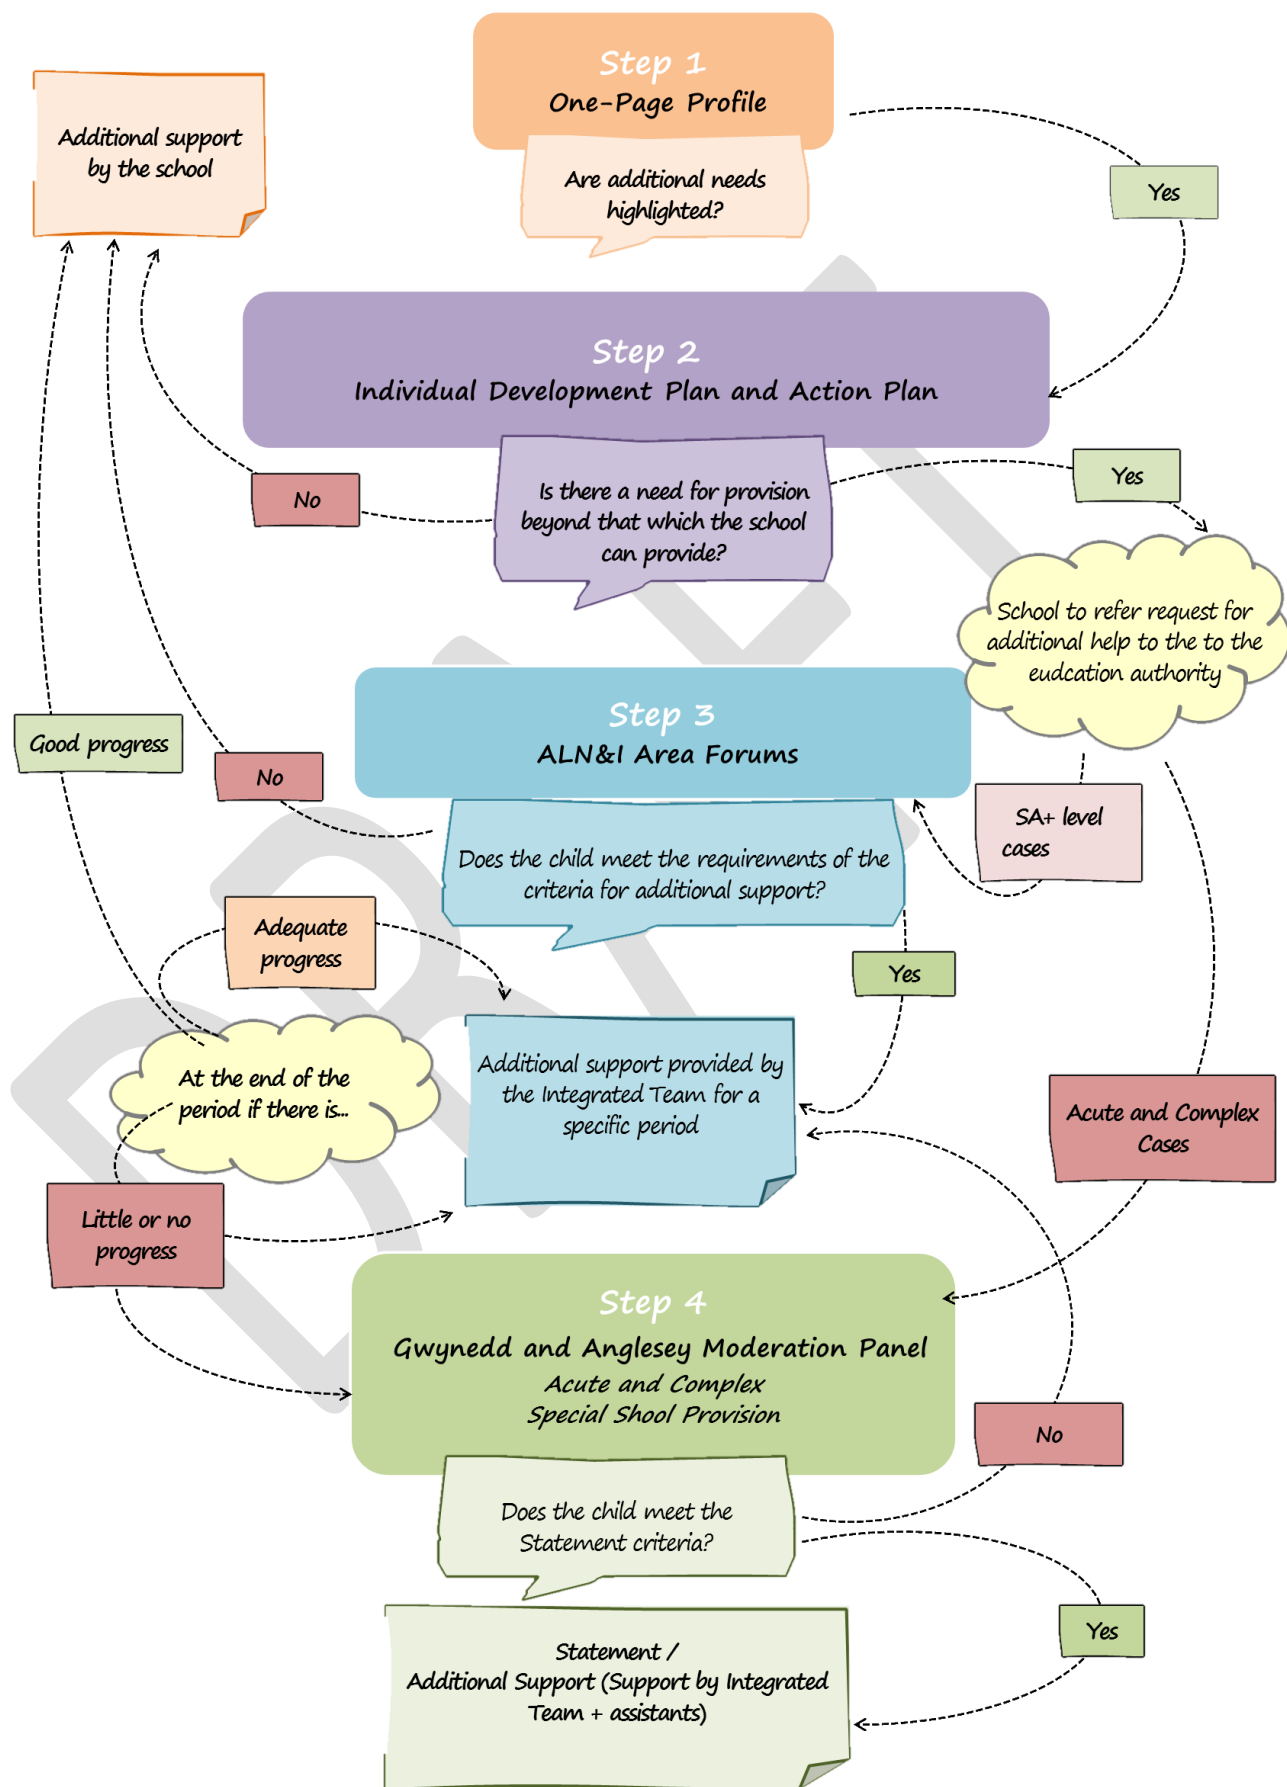 Step 1
One-Page Profile
Additional support
by the school
Are additional needs
highlighted?
Yes
Step 2
Individual Development Plan and Action Plan
No
Is there a need for provision
beyond that which the school
can provide?
Yes
School to refer request for
additional help to the to the
eudcation authority
Step 3
ALN&I Area Forums
Good progress
No
SA+ level
cases
Does the child meet the requirements of the
criteria for additional support?
Adequate
progress
Yes
At the end of the
period if there is...
Additional support provided by
the Integrated Team for a
specific period
Acute and Complex
Cases
Little or no
progress
Step 4
Gwynedd and Anglesey Moderation Panel
Acute and Complex
Special Shool Provision
No
Does the child meet the
Statement criteria?
Yes
Statement /
Additional Support (Support by Integrated
Team + assistants)
DRAFT